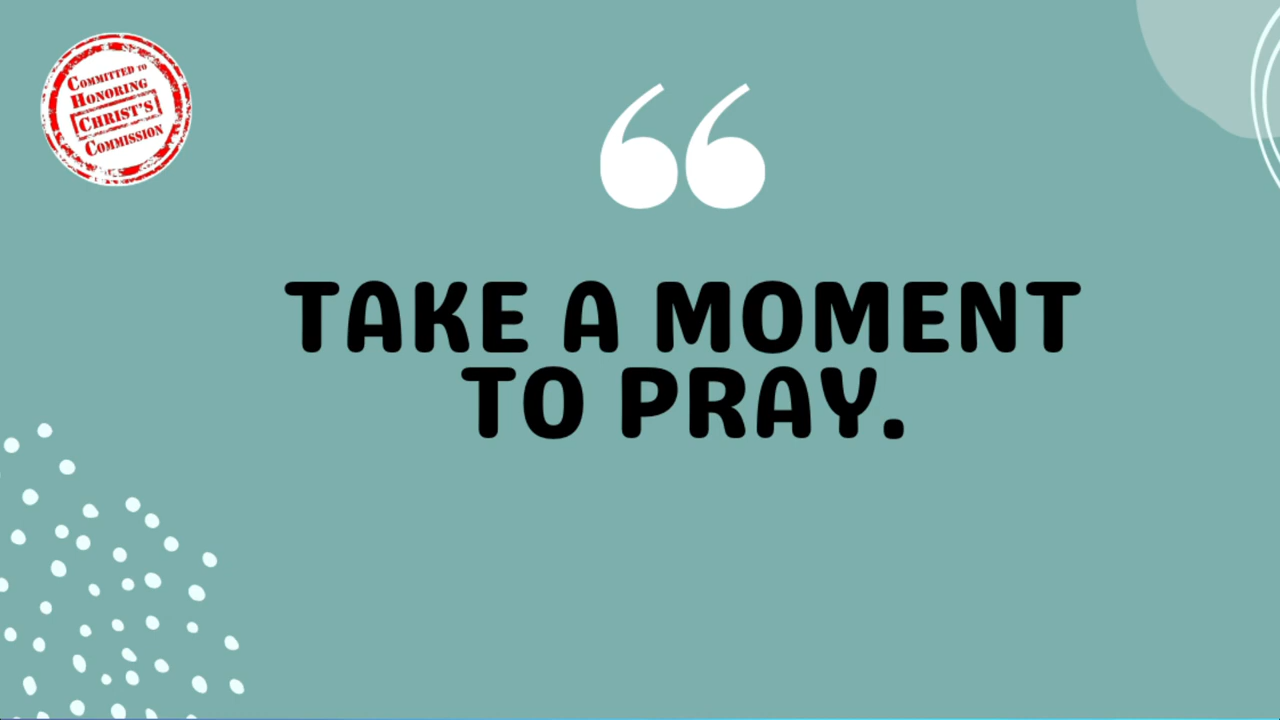 COMMITTED TO
HONORING
CHRIST'S
COMMISSION
“
TAKE A MOMENT
TO PRAY.